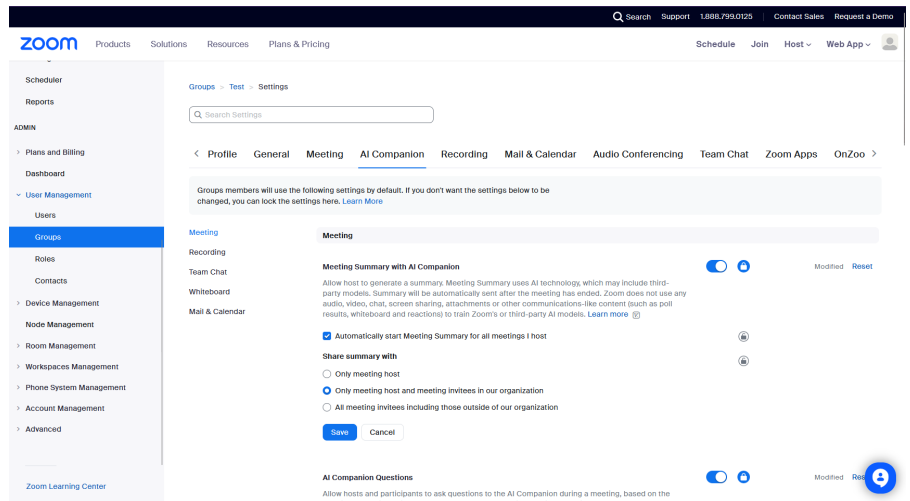 Search Support 1.888.799.0125 Contact Sales Request a Demo
zoom Products Solutions Resources Plans & Pricing Schedule Join Host Web App
Scheduler
Reports
ADMIN
Plans and Billing
Dashboard
User Management
Users
Groups
Roles
Contacts
Device Management
Node Management
Room Management
Workspaces Management
Phone System Management
Account Management
Advanced
Zoom Learning Center
Groups > Test > Settings
Search Settings
Profile General Meeting AI Companion Recording Mail & Calendar Audio Conferencing Team Chat Zoom Apps OnZoo
Groups members will use the following settings by default. If you don't want the settings below to be
changed, you can lock the settings here. Learn More
Meeting
Recording
Team Chat
Whiteboard
Mail & Calendar
Meeting
Meeting Summary with AI Companion Modified Reset
Allow host to generate a summary. Meeting Summary uses AI technology, which may include third-
party models. Summary will be automatically sent after the meeting has ended. Zoom does not use any
audio, video, chat, screen sharing, attachments or other communications-like content (such as poll
results, whiteboard and reactions) to train Zoom's or third-party AI models. Learn more
Automatically start Meeting Summary for all meetings I host
Share summary with
Only meeting host
Only meeting host and meeting invitees in our organization
All meeting invitees including those outside of our organization
Save Cancel
AI Companion Questions Modified
Allow hosts and participants to ask questions to the AI Companion during a meeting, based on the